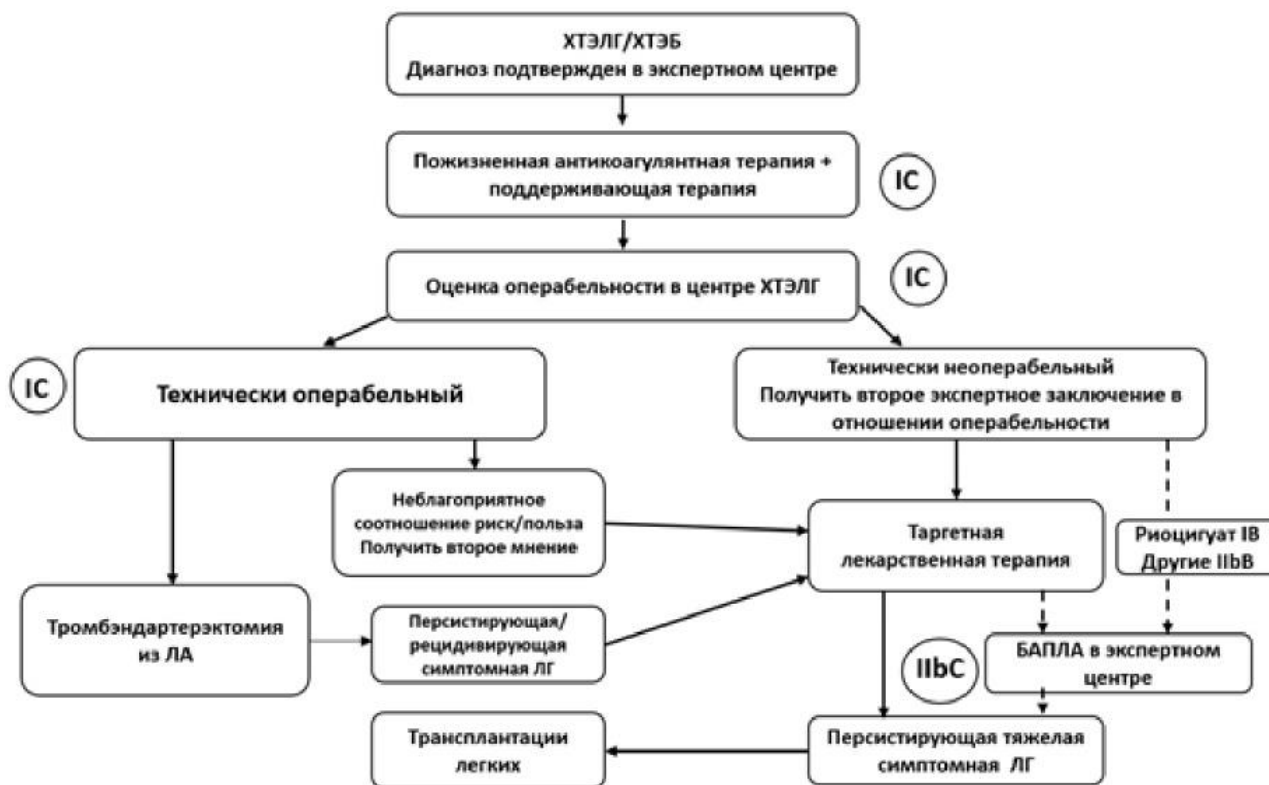 ХТЭЛГ/ХТЭБ
Диагноз подтвержден в экспертном центре
Пожизненная антикоагулянтная терапия +
поддерживающая терапия
IC
Оценка операбельности в центре ХТЭЛГ
IC
IC
Технически операбельный
Технически неоперабельный
Получить второе экспертное заключение в
отношении операбельности
Неблагоприятное
соотношение риск/польза
Получить второе мнение
Таргетная
лекарственная терапия
Риоцигуат IB
Другие IIbB
Тромбэндартерэктомия
из ЛА
Персистирующая/
рецидивирующая
симптомная ЛГ
IIbC
БАПЛА в экспертном
центре
Трансплантации
легких
Персистирующая тяжелая
симптомная ЛГ